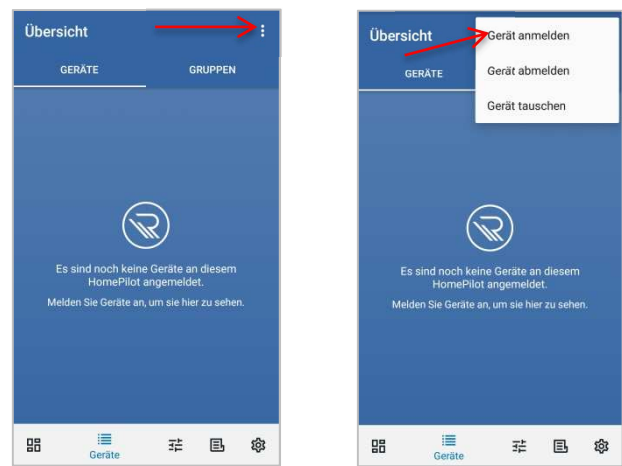 Übersicht
GERÄTE GRUPPEN
Es sind noch keine Geräte an diesem
HomePilot angemeldet.
Melden Sie Geräte an, um sie hier zu sehen.
Geräte
Übersicht
GERÄTE
Gerät anmelden
Gerät abmelden
Gerät tauschen
Es sind noch keine Geräte an diesem
HomePilot angemeldet.
Melden Sie Geräte an, um sie hier zu sehen.
Geräte